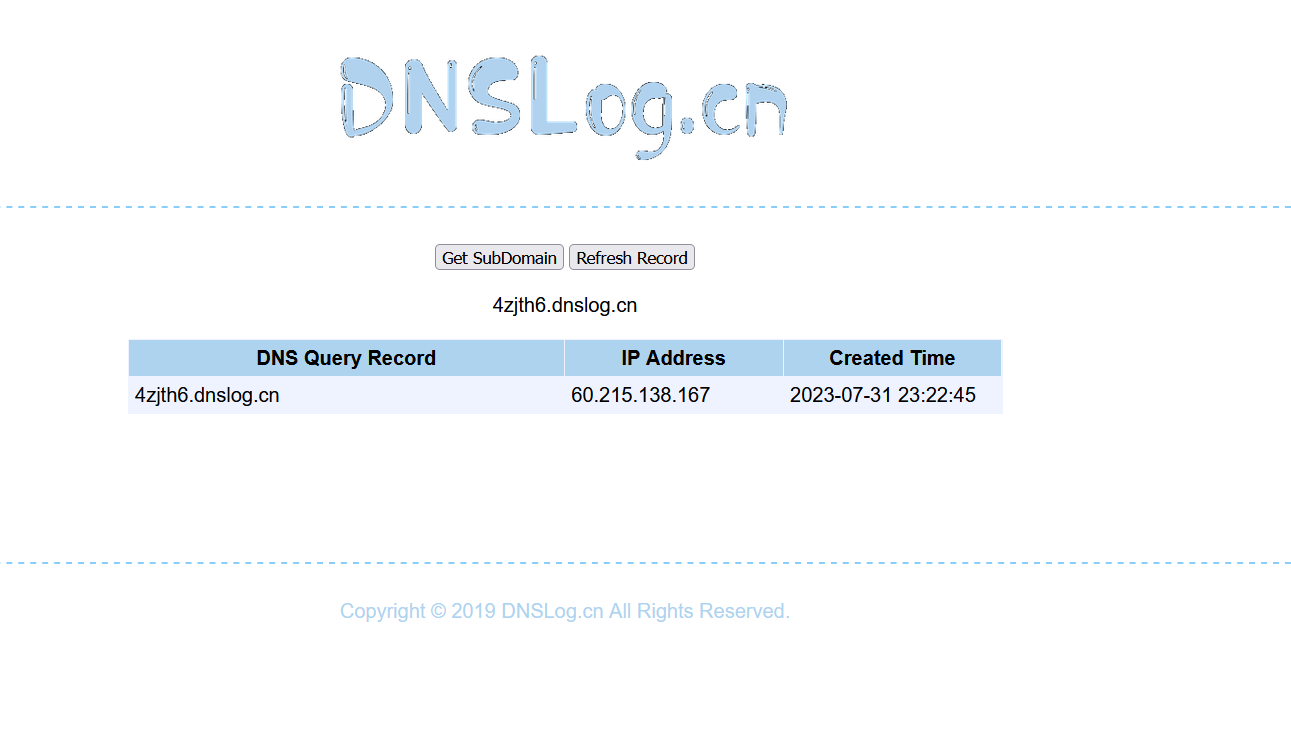 DNSLog.cn
Get SubDomain Refresh Record
4zjth6.dnslog.cn
DNS Query Record IP Address Created Time
4zjth6.dnslog.cn 60.215.138.167 2023-07-31 23:22:45
Copyright © 2019 DNSLog.cn All Rights Reserved.